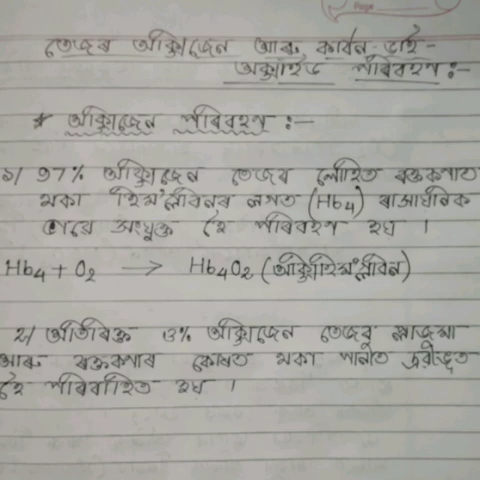 Page
তেজৰ অক্সিজেন আৰু কাৰ্বন-ডাই-
অক্সাইড পৰিবহণ :-
* অক্সিজেন পৰিবহণ :-
১/ 97% অক্সিজেন তেজৰ লোহিত ৰক্তকণাত
থকা হিম'গ্লবিনৰ লগত (Hb₄) ৰাসায়নিক
ভাৱে সংযুক্ত হৈ পৰিবহণ হয় ।
Hb₄ + O₂ → Hb₄O₂ (অক্সিহিম'গ্লবিন)
২/ অতিৰিক্ত ৩% অক্সিজেন তেজৰ প্লাজমা
আৰু ৰক্তকণাৰ কোষত থকা পানীত দ্ৰৱীভূত
হৈ পৰিবাহিত হয় ।